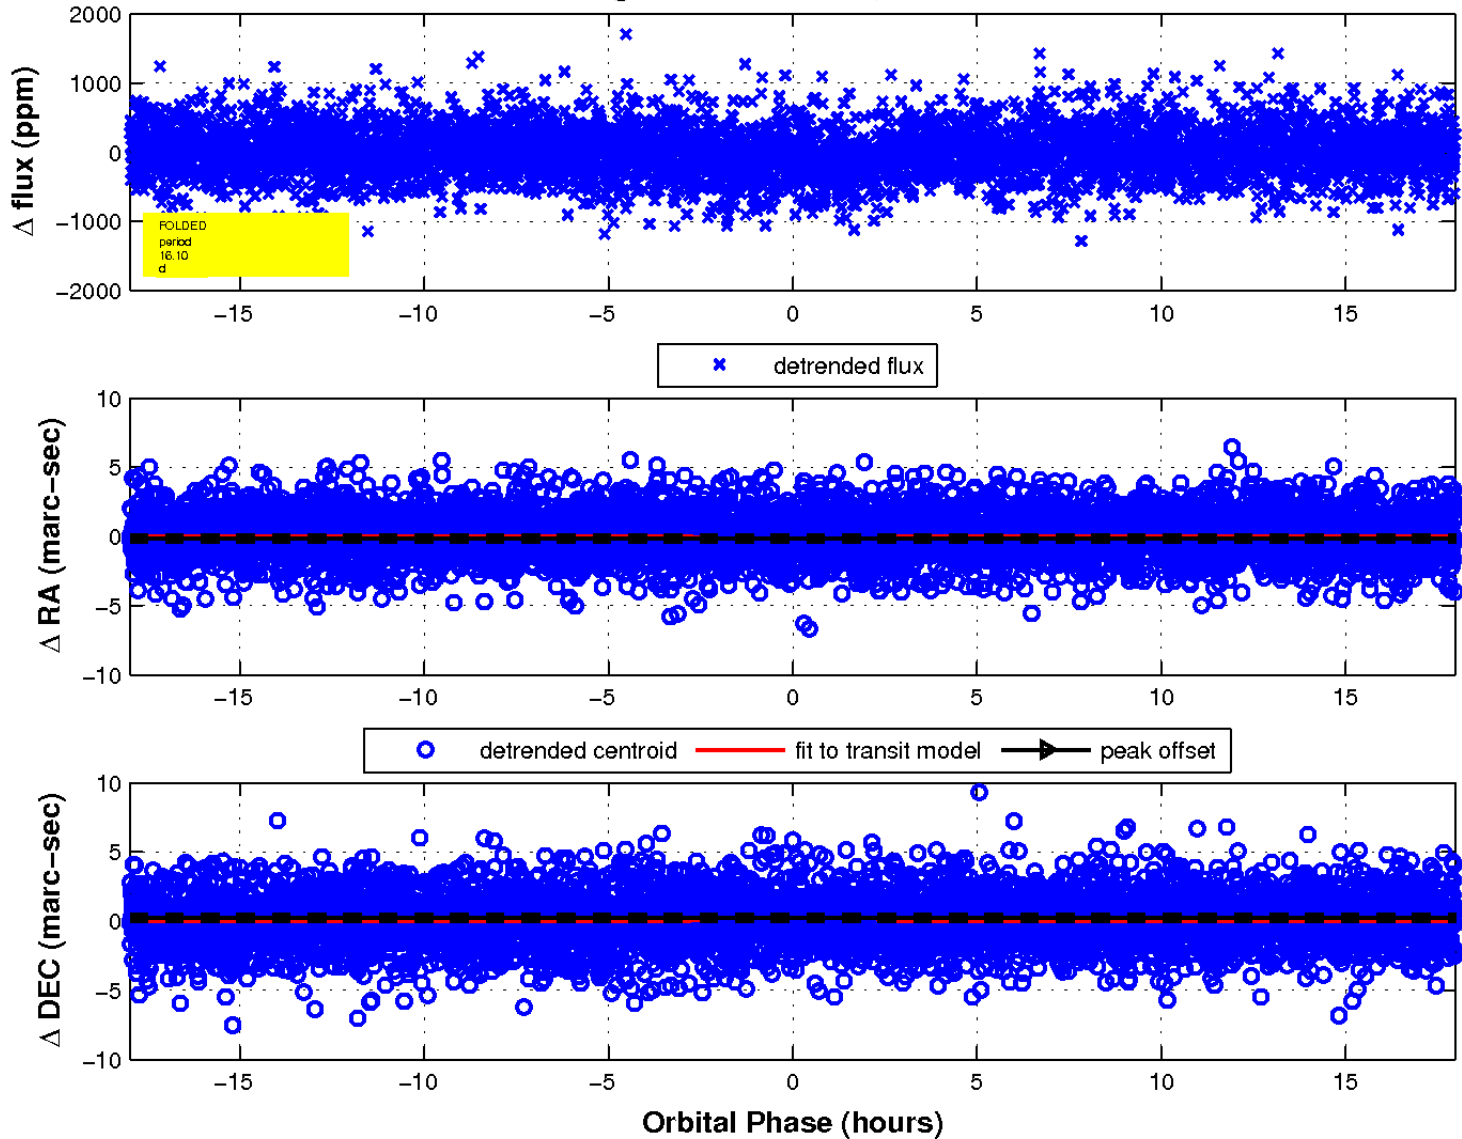 2000
1000
0
−1000
−2000
Δ flux (ppm)
FOLDED
period
16.10
d
−15 −10 −5 0 5 10 15
detrended flux
10
5
0
−5
−10
Δ RA (marc−sec)
−15 −10 −5 0 5 10 15
detrended centroid fit to transit model peak offset
10
5
0
−5
−10
Δ DEC (marc−sec)
−15 −10 −5 0 5 10 15
Orbital Phase (hours)